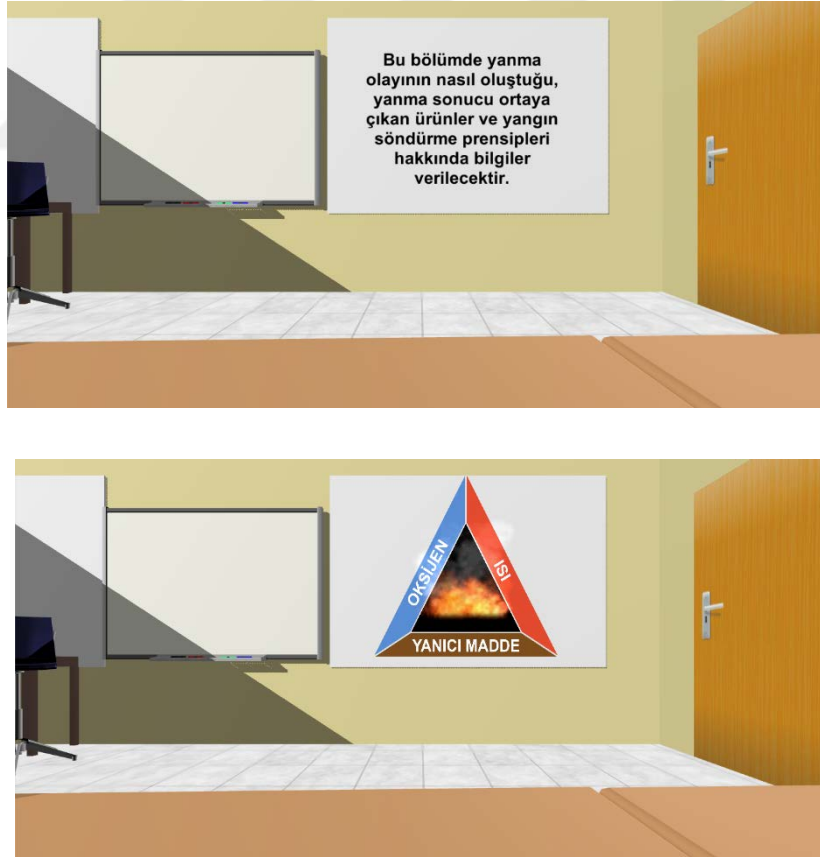 Bu bölümde yanma
olayının nasıl oluştuğu,
yanma sonucu ortaya
çıkan ürünler ve yangın
söndürme prensipleri
hakkında bilgiler
verilecektir.
OKSİJEN
ISI
YANICI MADDE